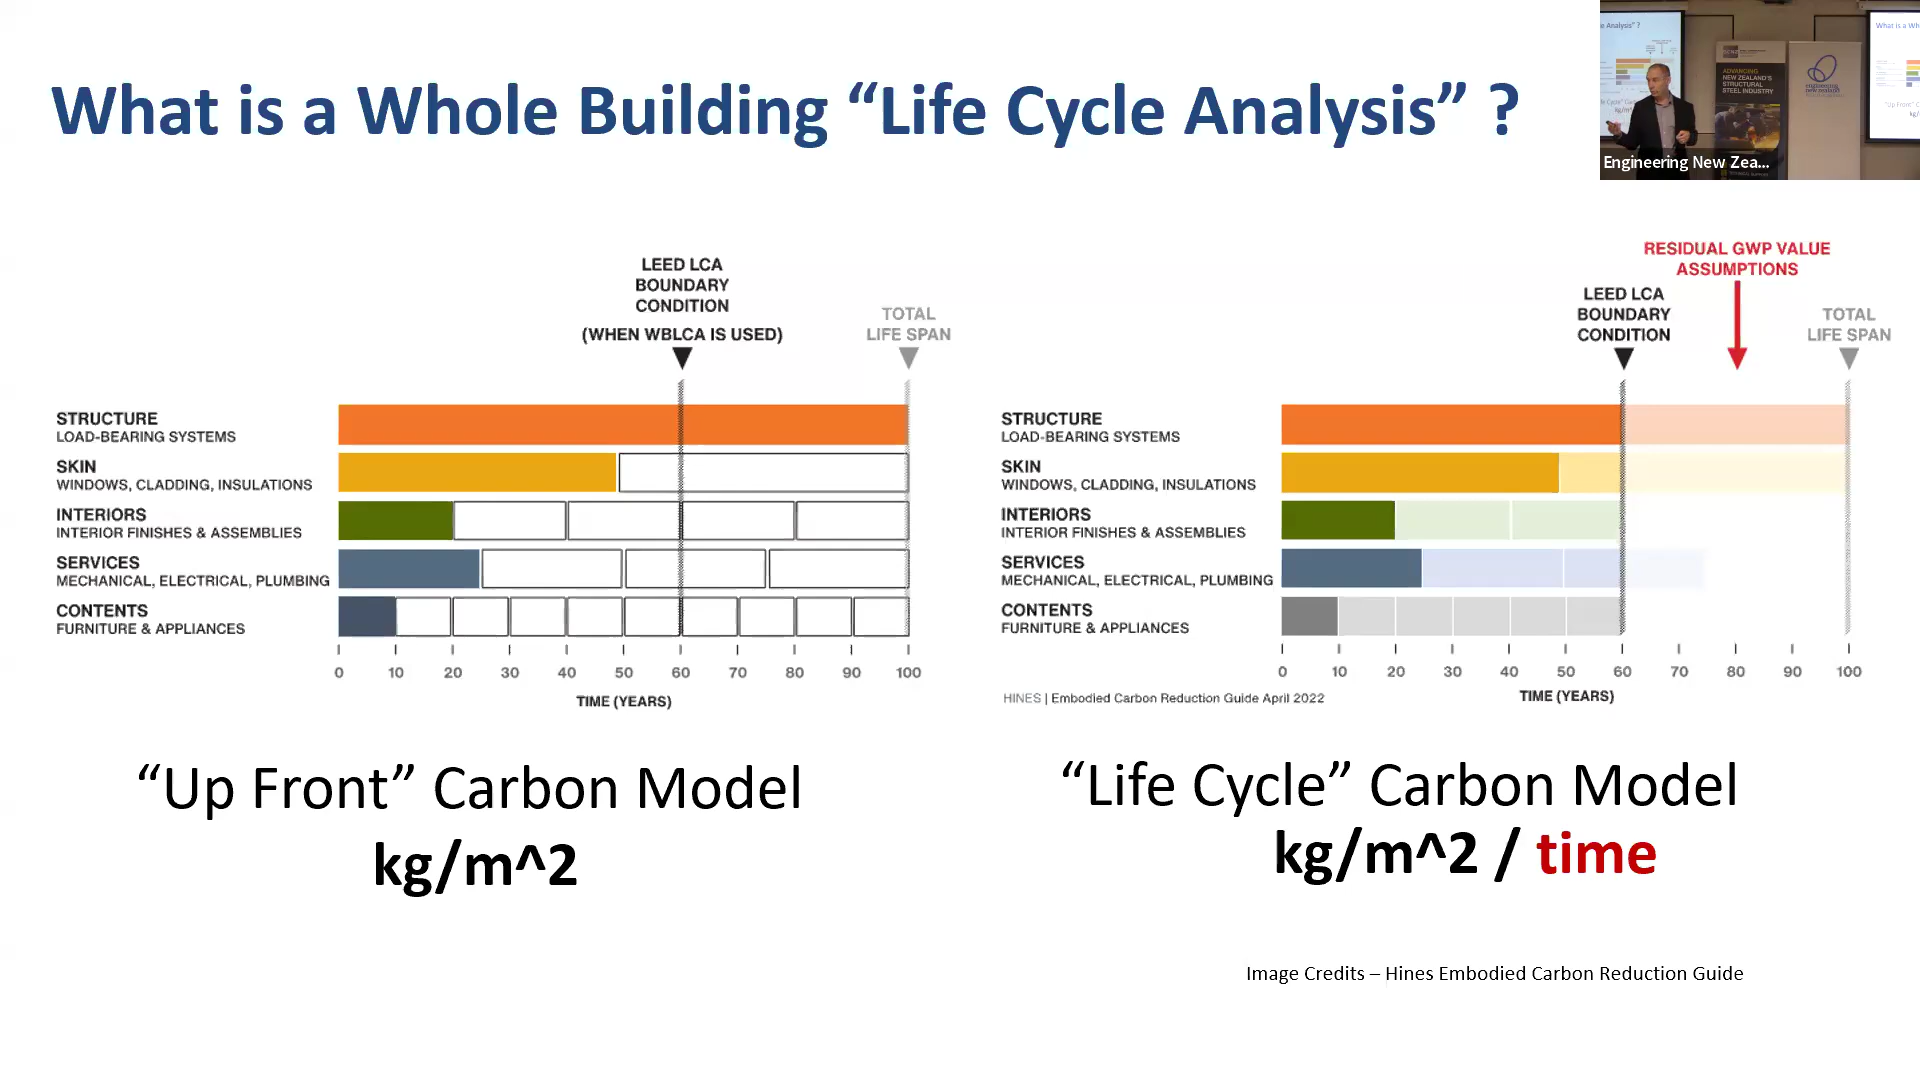 What is a Whole Building “Life Cycle Analysis” ?
Engineering New Zea...
ADVANCING
NEW ZEALAND'S
STRUCTURAL
STEEL INDUSTRY
LEED LCA
BOUNDARY
CONDITION
(WHEN WBLCA IS USED)
TOTAL
LIFE SPAN
STRUCTURE
LOAD-BEARING SYSTEMS
SKIN
WINDOWS, CLADDING, INSULATIONS
INTERIORS
INTERIOR FINISHES & ASSEMBLIES
SERVICES
MECHANICAL, ELECTRICAL, PLUMBING
CONTENTS
FURNITURE & APPLIANCES
0 10 20 30 40 50 60 70 80 90 100
TIME (YEARS)
“Up Front” Carbon Model
kg/m^2
RESIDUAL GWP VALUE
ASSUMPTIONS
LEED LCA
BOUNDARY
CONDITION
TOTAL
LIFE SPAN
STRUCTURE
LOAD-BEARING SYSTEMS
SKIN
WINDOWS, CLADDING, INSULATIONS
INTERIORS
INTERIOR FINISHES & ASSEMBLIES
SERVICES
MECHANICAL, ELECTRICAL, PLUMBING
CONTENTS
FURNITURE & APPLIANCES
0 10 20 30 40 50 60 70 80 90 100
HINES | Embodied Carbon Reduction Guide April 2022
TIME (YEARS)
“Life Cycle” Carbon Model
kg/m^2 / time
Image Credits – Hines Embodied Carbon Reduction Guide